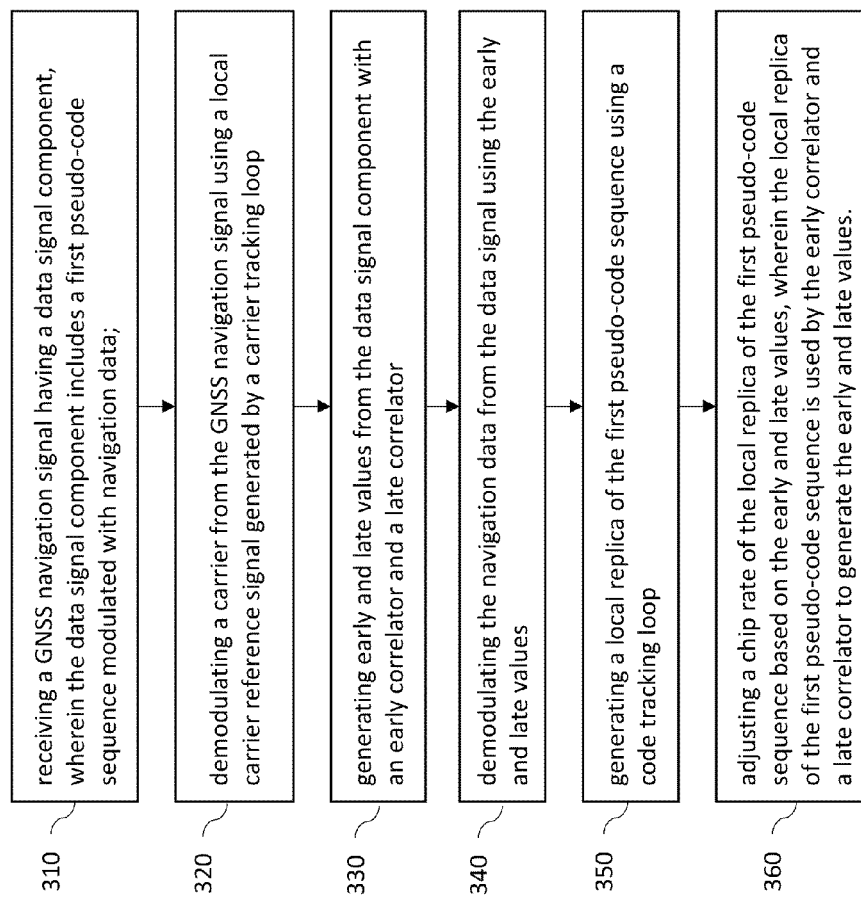 310
receiving a GNSS navigation signal having a data signal component,
wherein the data signal component includes a first pseudo-code
sequence modulated with navigation data;
320
demodulating a carrier from the GNSS navigation signal using a local
carrier reference signal generated by a carrier tracking loop
330
generating early and late values from the data signal component with
an early correlator and a late correlator
340
demodulating the navigation data from the data signal using the early
and late values
350
generating a local replica of the first pseudo-code sequence using a
code tracking loop
360
adjusting a chip rate of the local replica of the first pseudo-code
sequence based on the early and late values, wherein the local replica
of the first pseudo-code sequence is used by the early correlator and
a late correlator to generate the early and late values.